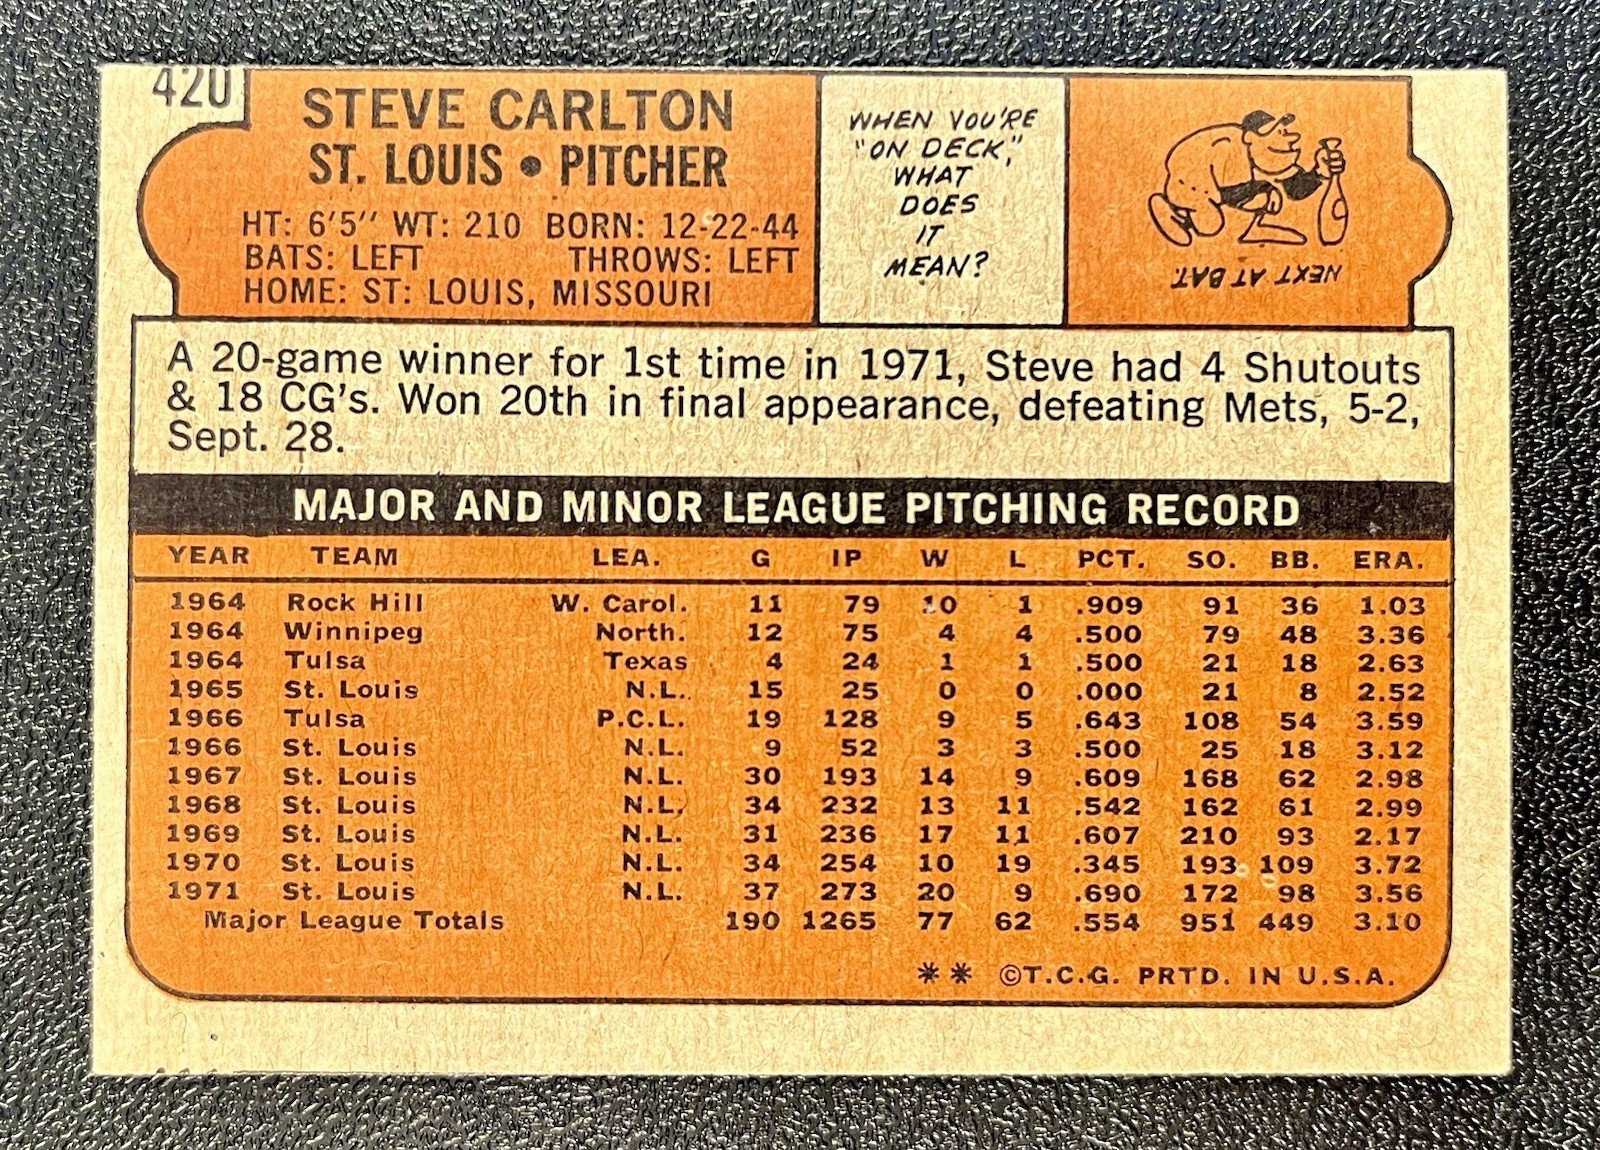 420
STEVE CARLTON
ST. LOUIS • PITCHER
HT: 6'5" WT: 210 BORN: 12-22-44
BATS: LEFT THROWS: LEFT
HOME: ST: LOUIS, MISSOURI
WHEN YOU'RE
"ON DECK,"
WHAT
DOES
IT
MEAN?
NEXT AT BAT.
A 20-game winner for 1st time in 1971, Steve had 4 Shutouts
& 18 CG's. Won 20th in final appearance, defeating Mets, 5-2,
Sept. 28.
MAJOR AND MINOR LEAGUE PITCHING RECORD
YEAR TEAM LEA. G IP W L PCT. SO. BB. ERA.
1964 Rock Hill W. Carol. 11 79 10 1 .909 91 36 1.03
1964 Winnipeg North. 12 75 4 4 .500 79 48 3.36
1964 Tulsa Texas 4 24 1 1 .500 21 18 2.63
1965 St. Louis N.L. 15 25 0 0 .000 21 8 2.52
1966 Tulsa P.C.L. 19 128 9 5 .643 108 54 3.59
1966 St. Louis N.L. 9 52 3 3 .500 25 18 3.12
1967 St. Louis N.L. 30 193 14 9 .609 168 62 2.98
1968 St. Louis N.L. 34 232 13 11 .542 162 61 2.99
1969 St. Louis N.L. 31 236 17 11 .607 210 93 2.17
1970 St. Louis N.L. 34 254 10 19 .345 193 109 3.72
1971 St. Louis N.L. 37 273 20 9 .690 172 98 3.56
Major League Totals 190 1265 77 62 .554 951 449 3.10
** ©T.C.G. PRTD. IN U.S.A.